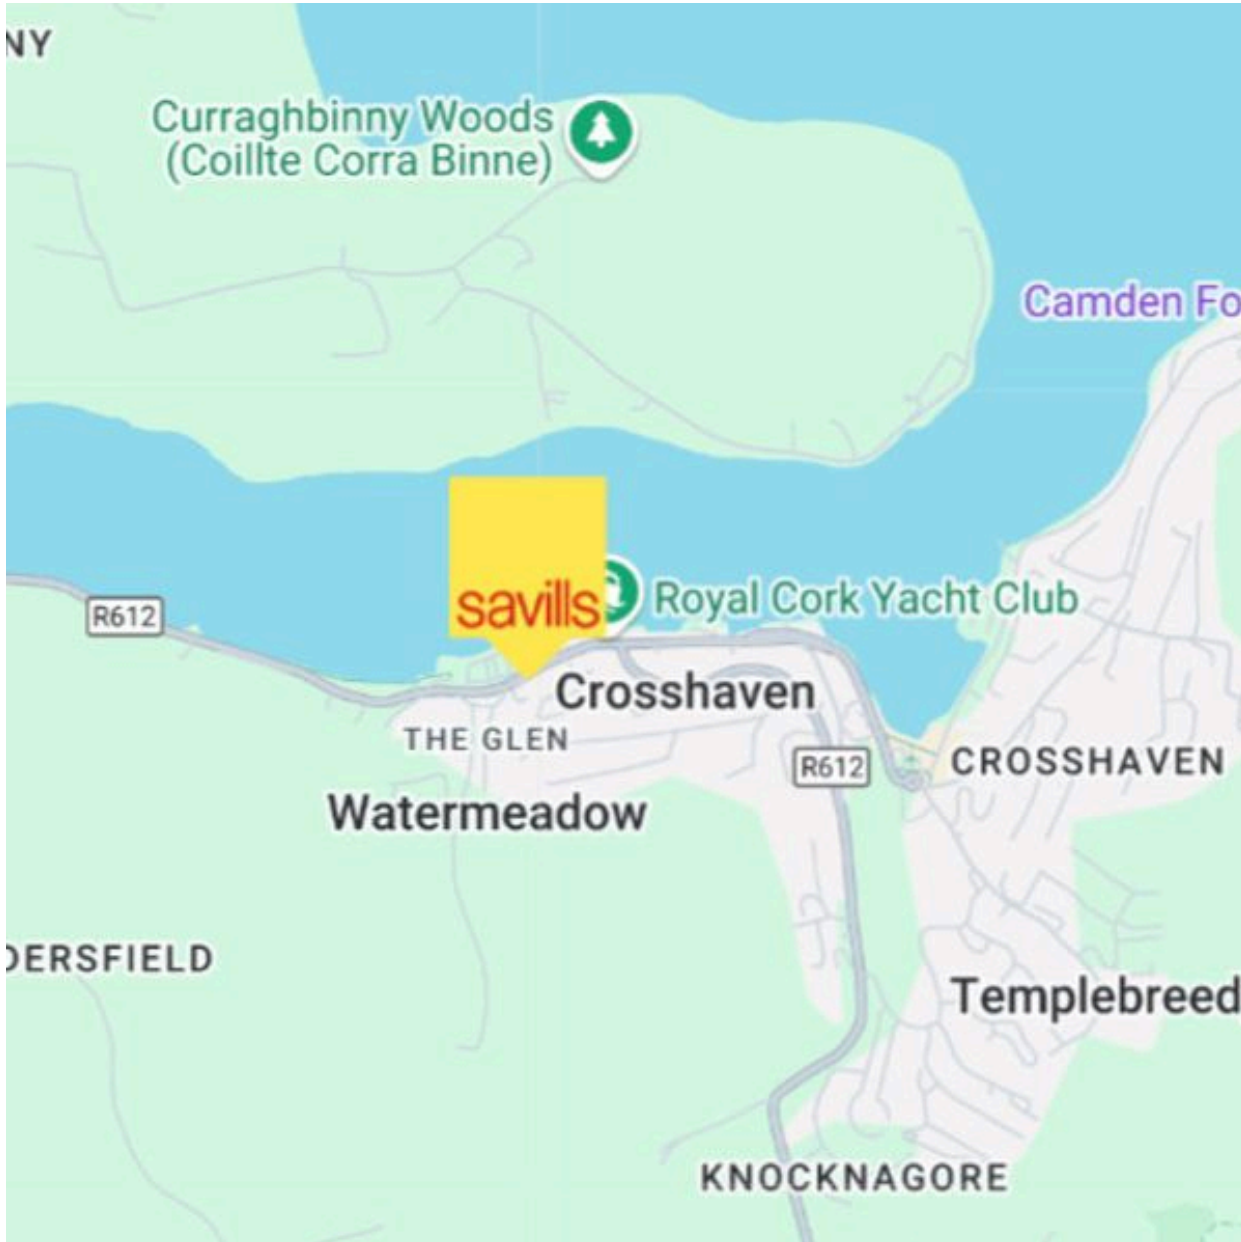 NY
Curraghbinny Woods
(Coillte Corra Binne)
Camden Fo
savills
Royal Cork Yacht Club
R612
Crosshaven
THE GLEN
R612
CROSSHAVEN
Watermeadow
DERSFIELD
Templebreed
KNOCKNAGORE